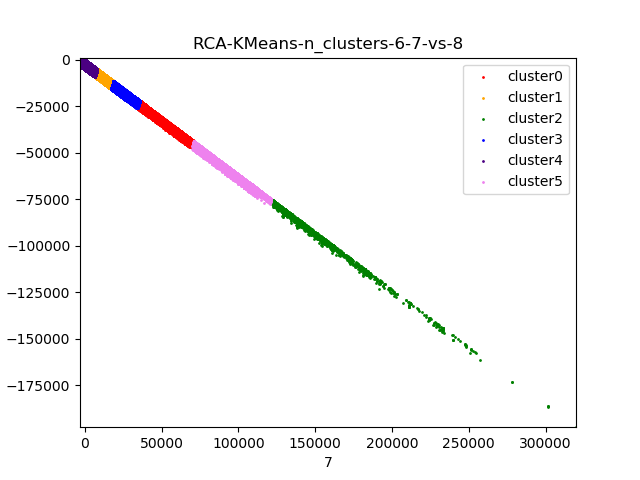 RCA-KMeans-n_clusters-6-7-vs-8
0
−25000
−50000
−75000
−100000
−125000
−150000
−175000
cluster0
cluster1
cluster2
cluster3
cluster4
cluster5
0 50000 100000 150000 200000 250000 300000
7